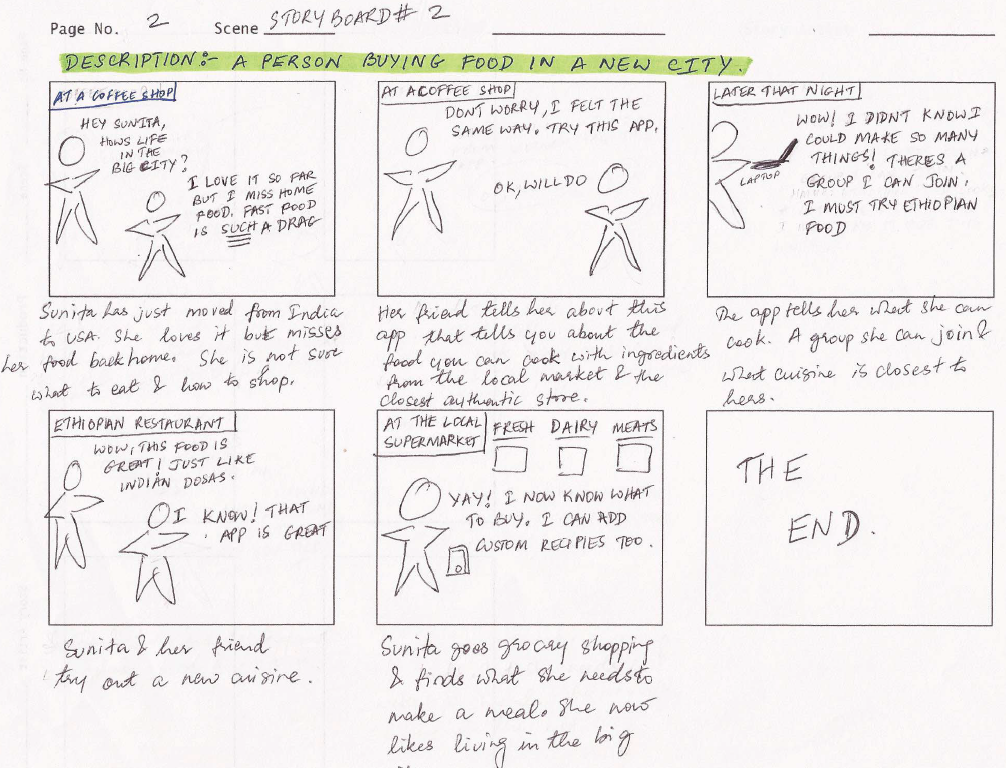 Page No. 2 Scene STORYBOARD# 2
DESCRIPTION:- A PERSON BUYING FOOD IN A NEW CITY.
AT A COFFEE SHOP
HEY SUNITA,
HOWS LIFE
IN THE
BIG CITY?
I LOVE IT SO FAR
BUT I MISS HOME
FOOD. FAST FOOD
IS SUCH A DRAG
Sunita has just moved from India
to USA. She loves it but misses
her food back home. She is not sure
what to eat & how to shop.
AT A COFFEE SHOP
DONT WORRY, I FELT THE
SAME WAY. TRY THIS APP.
OK, WILL DO
Her friend tells her about this
app that tells you about the
food you can cook with ingredients
from the local market & the
closest authentic store.
LATER THAT NIGHT
WOW! I DIDNT KNOW I
COULD MAKE SO MANY
THINGS! THERES A
GROUP I CAN JOIN.
I MUST TRY ETHIOPIAN
FOOD
LAPTOP
The app tells her what she can
cook. A group she can join &
what cuisine is closest to
hers.
ETHIOPIAN RESTAURANT
WOW, THIS FOOD IS
GREAT! JUST LIKE
INDIAN DOSAS.
I KNOW! THAT
APP IS GREAT
Sunita & her friend
try out a new cuisine.
AT THE LOCAL
SUPERMARKET
FRESH DAIRY MEATS
YAY! I NOW KNOW WHAT
TO BUY. I CAN ADD
CUSTOM RECIPIES TOO.
Sunita goes grocery shopping
& finds what she needs to
make a meal. She now
likes living in the big
THE
END.